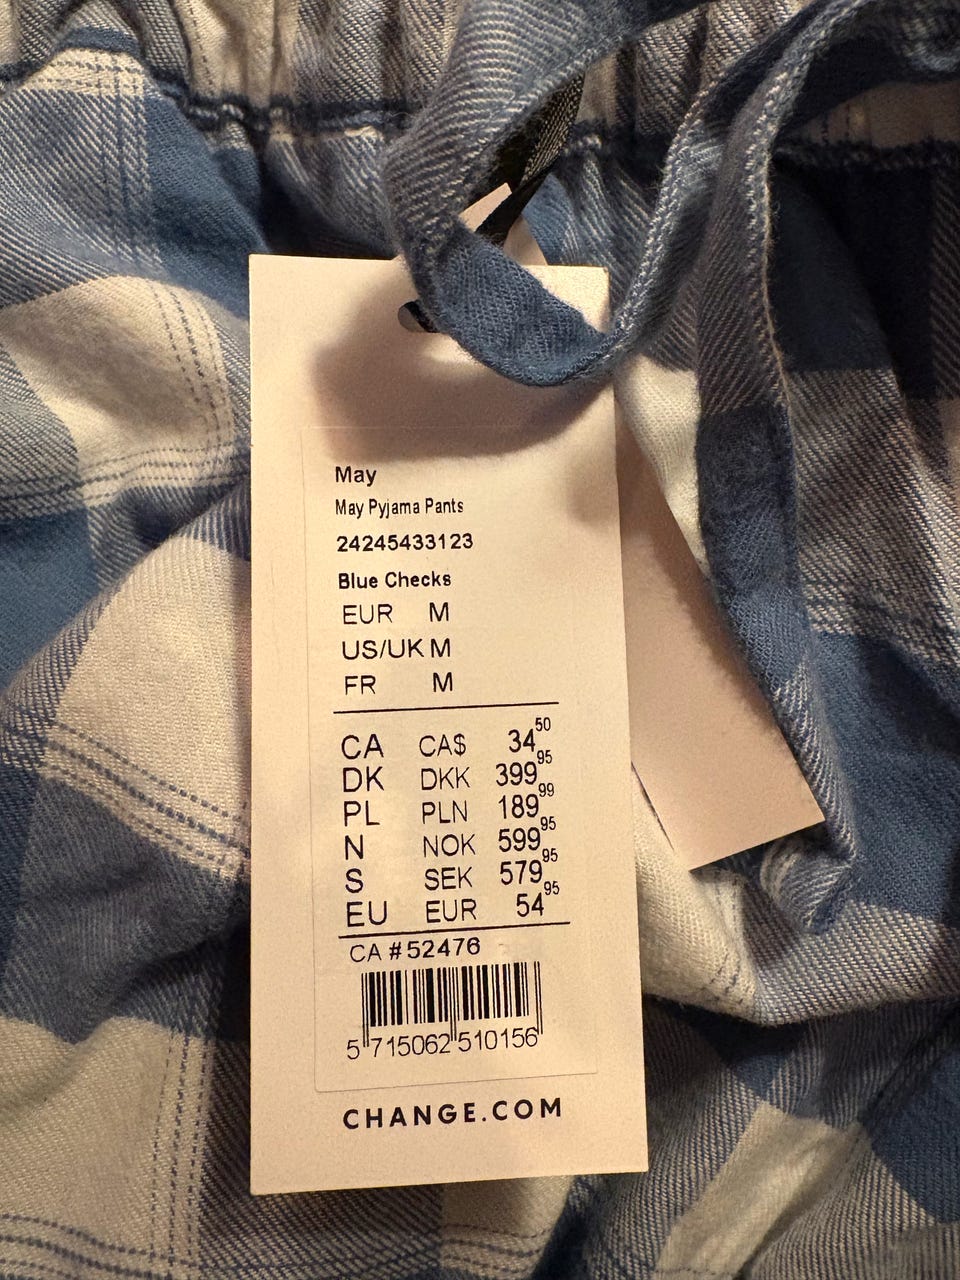 May
May Pyjama Pants
24245433123
Blue Checks
EUR M
US/UK M
FR M
CA CA$ 34.50
DK DKK 399.95
PL PLN 189.99
N NOK 599.95
S SEK 579.95
EU EUR 54.95
CA # 52476
5 715062 510156
CHANGE.COM